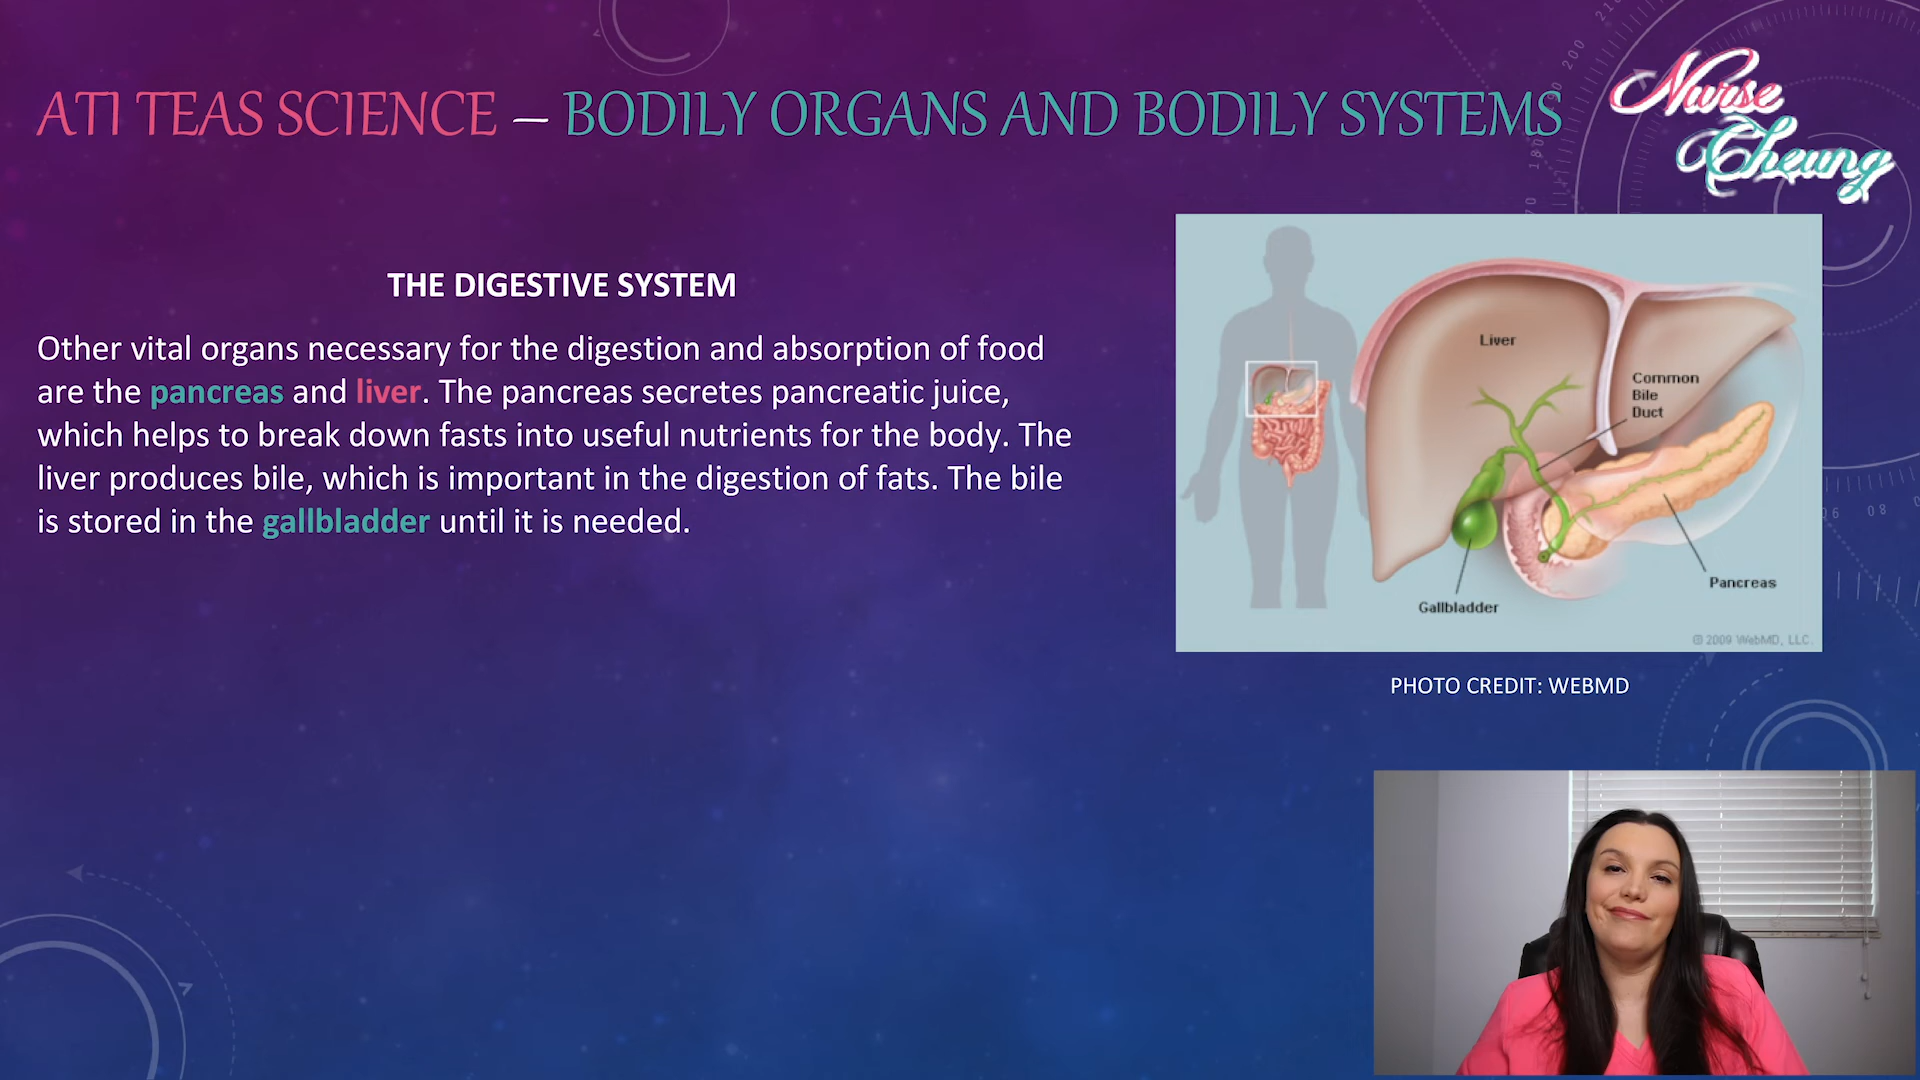 ATI TEAS SCIENCE – BODILY ORGANS AND BODILY SYSTEMS
Nurse
Cheung
THE DIGESTIVE SYSTEM
Other vital organs necessary for the digestion and absorption of food
are the pancreas and liver. The pancreas secretes pancreatic juice,
which helps to break down fasts into useful nutrients for the body. The
liver produces bile, which is important in the digestion of fats. The bile
is stored in the gallbladder until it is needed.
Liver
Common
Bile
Duct
Pancreas
Gallbladder
© 2009 WebMD, LLC.
PHOTO CREDIT: WEBMD
210
200
180
80